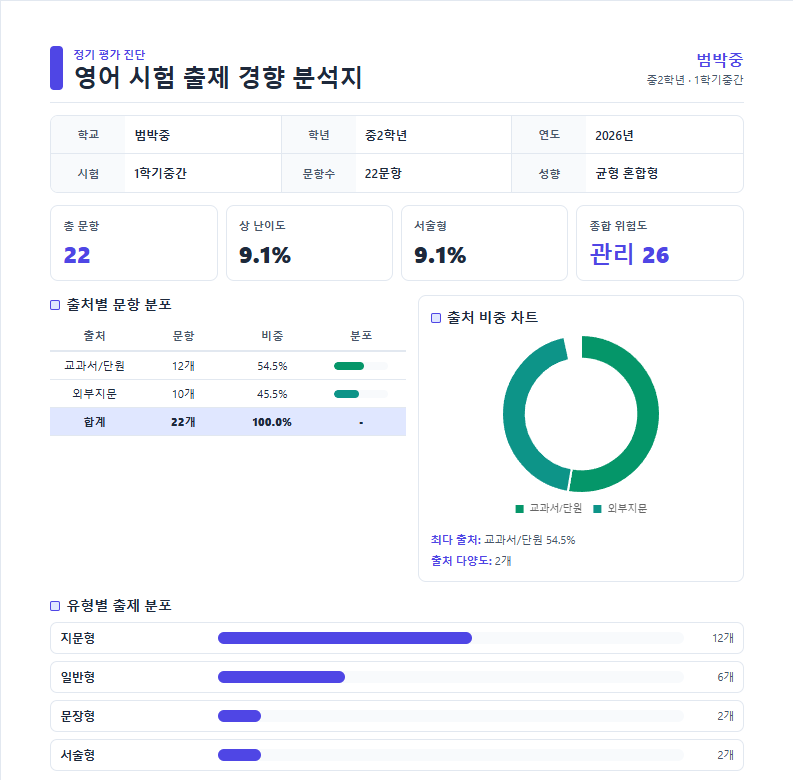 정기 평가 진단
영어 시험 출제 경향 분석지
범박중
중2학년 · 1학기중간
학교 범박중 학년 중2학년 연도 2026년
시험 1학기중간 문항수 22문항 성향 균형 혼합형
총 문항 상 난이도 서술형 종합 위험도
22 9.1% 9.1% 관리 26
출처별 문항 분포
출처 문항 비중 분포
교과서/단원 12개 54.5%
외부지문 10개 45.5%
합계 22개 100.0% -
출처 비중 차트
교과서/단원 외부지문
최다 출처: 교과서/단원 54.5%
출처 다양도: 2개
유형별 출제 분포
지문형 12개
일반형 6개
문장형 2개
서술형 2개